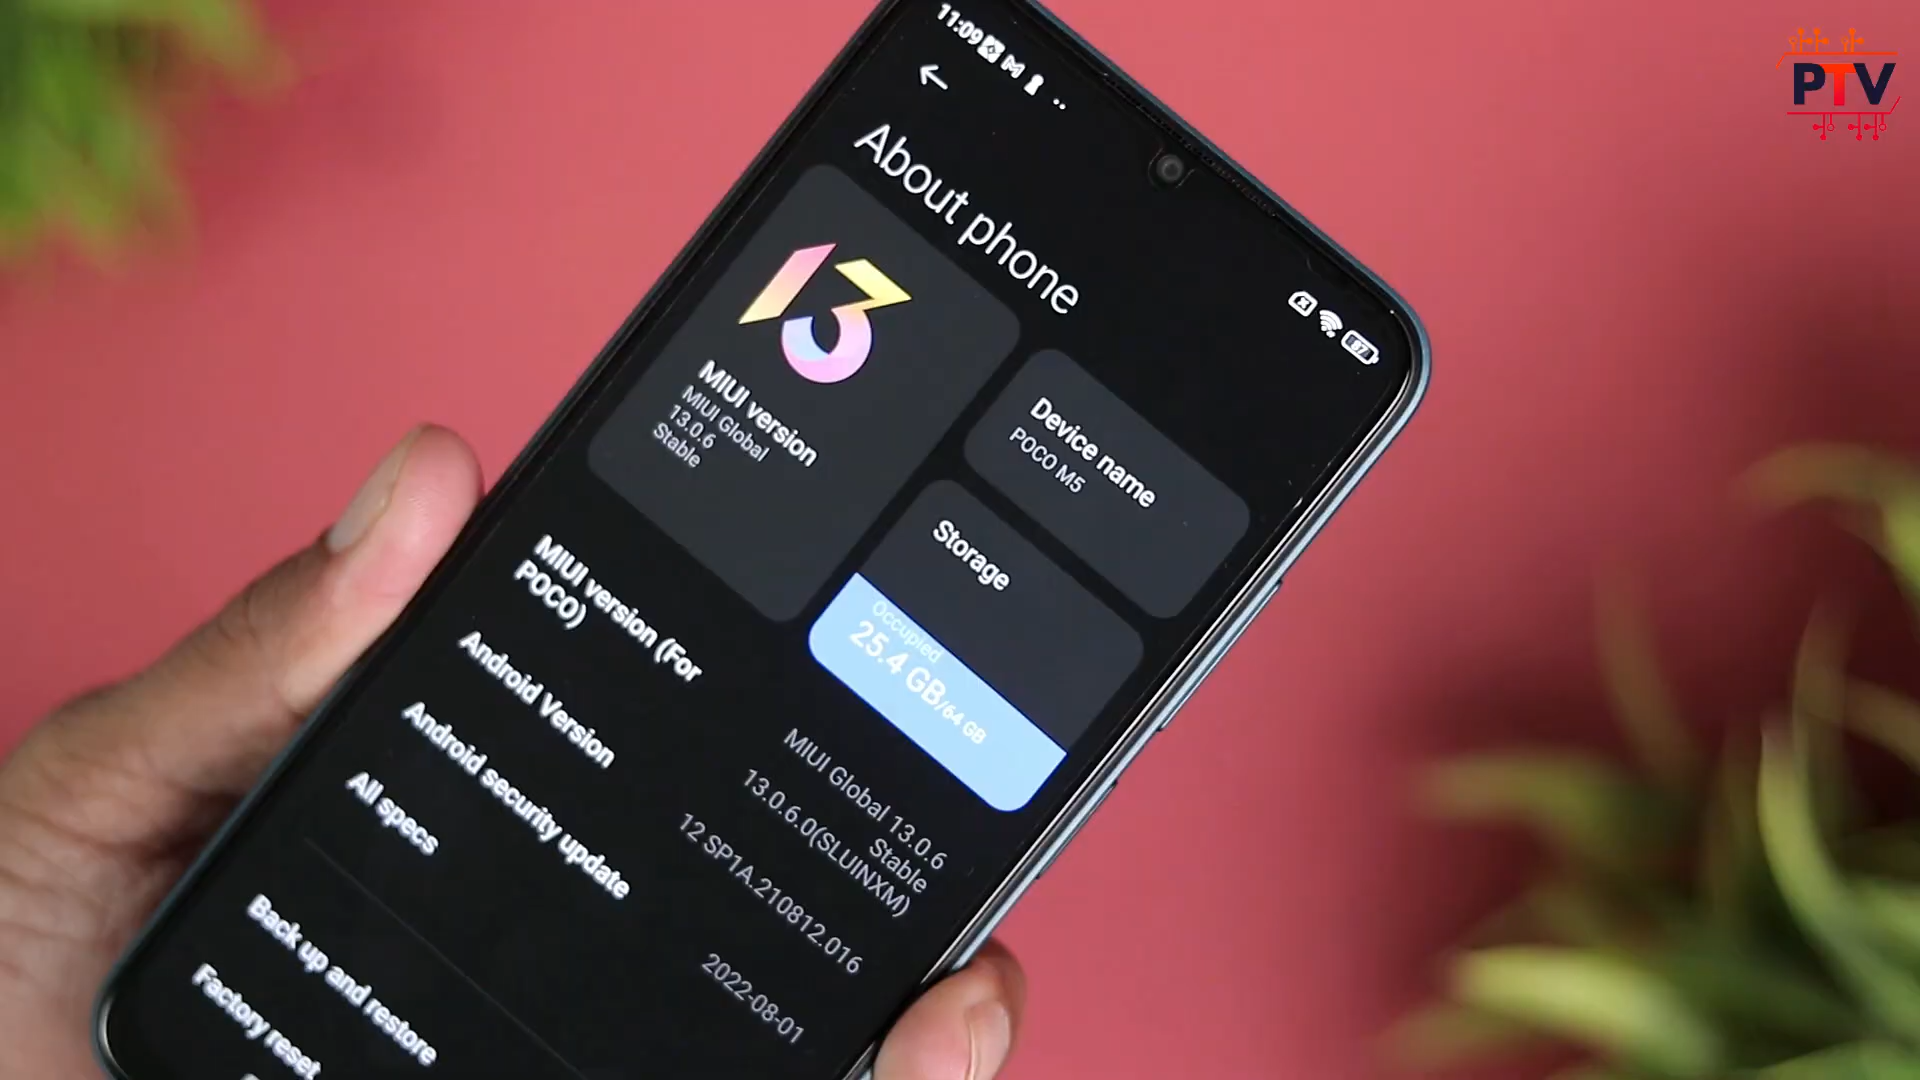 PTV
11:09
87
About phone
13
MIUI version
MIUI Global
13.0.6
Stable
Device name
POCO M5
Storage
Occupied
25.4 GB/64 GB
MIUI version (For
POCO)
MIUI Global 13.0.6
Stable
13.0.6.0(SLUINXM)
Android Version
12 SP1A.210812.016
Android security update
2022-08-01
All specs
Back up and restore
Factory reset